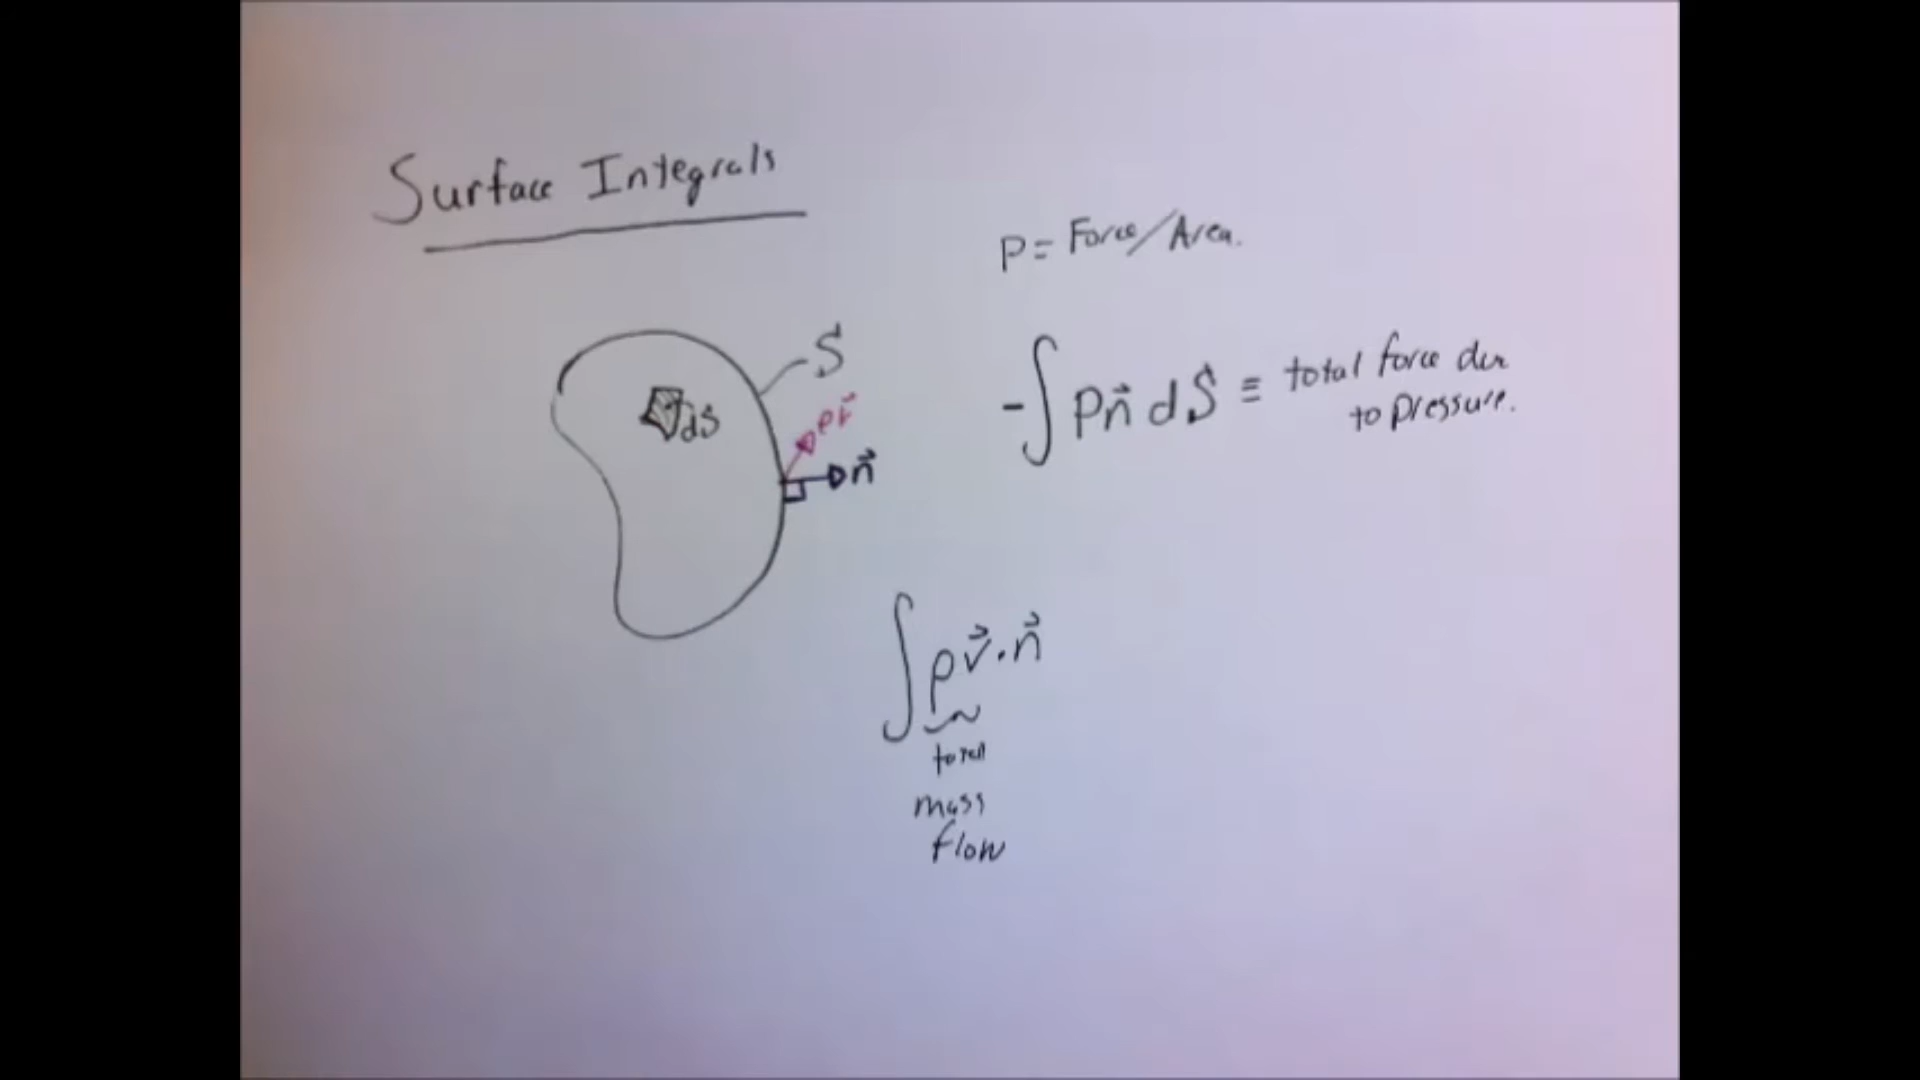 Surface Integrals
P = Force/Area.
S
dS
ρv⃗
n⃗
-∫ Pn⃗ dS ≡ total force due
to pressure.
∫ρv⃗·n⃗
total
mass
flow